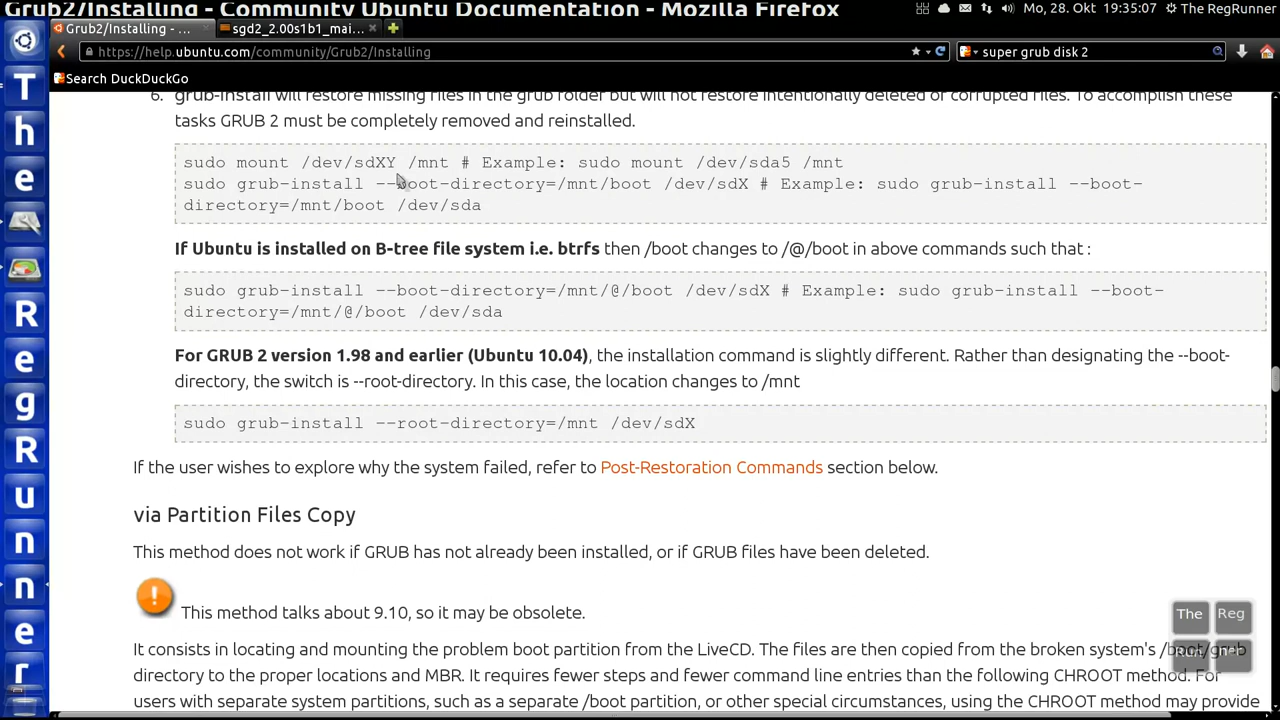 Grub2/Installing - Community Ubuntu Documentation - Mozilla Firefox
Mo, 28. Okt 19:35:07 The RegRunner
Grub2/Installing - ...
sgd2_2.00s1b1_mai...
https://help.ubuntu.com/community/Grub2/Installing
super grub disk 2
Search DuckDuckGo
T
h
e
R
e
g
R
u
n
n
e
r
6. grub-install will restore missing files in the grub folder but will not restore intentionally deleted or corrupted files. To accomplish these
tasks GRUB 2 must be completely removed and reinstalled.
sudo mount /dev/sdXY /mnt # Example: sudo mount /dev/sda5 /mnt
sudo grub-install --boot-directory=/mnt/boot /dev/sdX # Example: sudo grub-install --boot-
directory=/mnt/boot /dev/sda
If Ubuntu is installed on B-tree file system i.e. btrfs then /boot changes to /@/boot in above commands such that :
sudo grub-install --boot-directory=/mnt/@/boot /dev/sdX # Example: sudo grub-install --boot-
directory=/mnt/@/boot /dev/sda
For GRUB 2 version 1.98 and earlier (Ubuntu 10.04), the installation command is slightly different. Rather than designating the --boot-
directory, the switch is --root-directory. In this case, the location changes to /mnt
sudo grub-install --root-directory=/mnt /dev/sdX
If the user wishes to explore why the system failed, refer to Post-Restoration Commands section below.
via Partition Files Copy
This method does not work if GRUB has not already been installed, or if GRUB files have been deleted.
This method talks about 9.10, so it may be obsolete.
The Reg
Run ner
It consists in locating and mounting the problem boot partition from the LiveCD. The files are then copied from the broken system's /boot/grub
directory to the proper locations and MBR. It requires fewer steps and fewer command line entries than the following CHROOT method. For
users with separate system partitions, such as a separate /boot partition, or other special circumstances, using the CHROOT method may provide